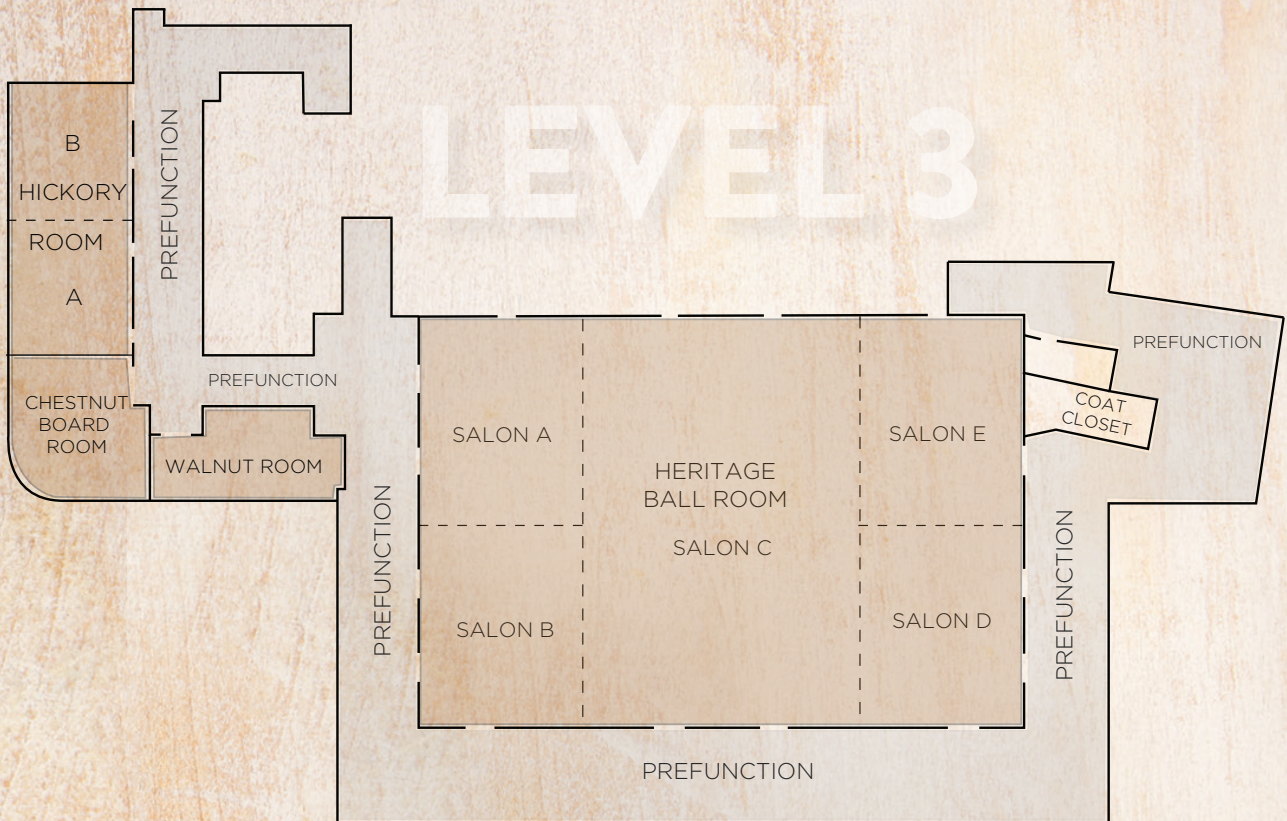 LEVEL 3
B
HICKORY
ROOM
A
PREFUNCTION
CHESTNUT
BOARD
ROOM
WALNUT ROOM
PREFUNCTION
PREFUNCTION
SALON A
SALON B
HERITAGE
BALL ROOM
SALON C
SALON E
SALON D
PREFUNCTION
COAT
CLOSET
PREFUNCTION
PREFUNCTION